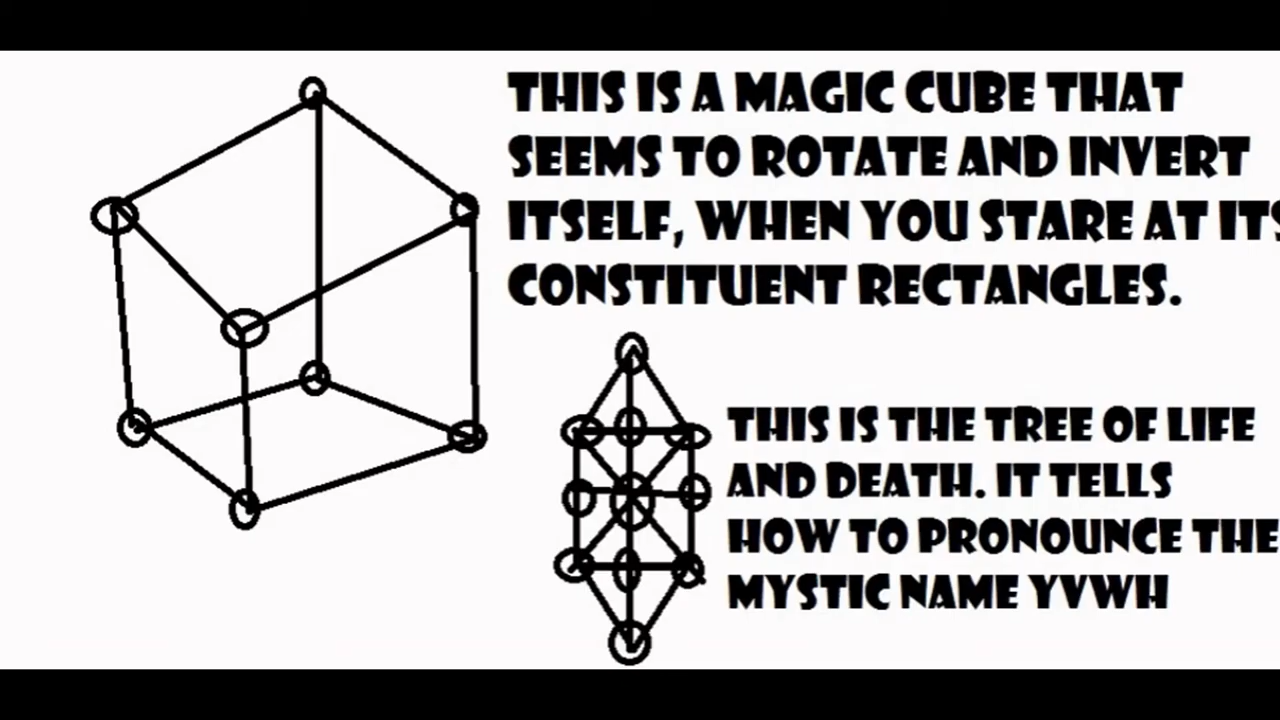 THIS IS A MAGIC CUBE THAT
SEEMS TO ROTATE AND INVERT
ITSELF, WHEN YOU STARE AT ITS
CONSTITUENT RECTANGLES.
THIS IS THE TREE OF LIFE
AND DEATH. IT TELLS
HOW TO PRONOUNCE THE
MYSTIC NAME YVWH